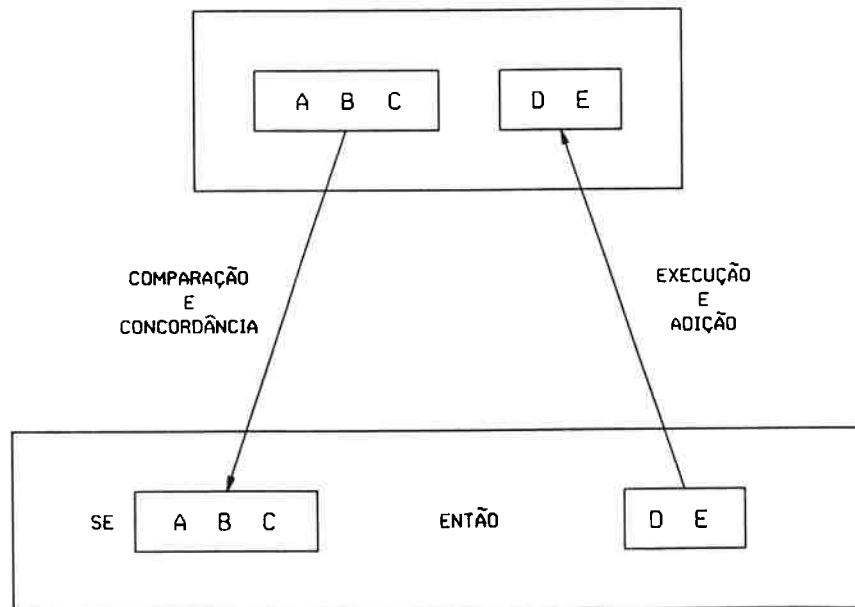 A B C
D E
COMPARAÇÃO
E
CONCORDÂNCIA
EXECUÇÃO
E
ADIÇÃO
SE
A B C
ENTÃO
D E